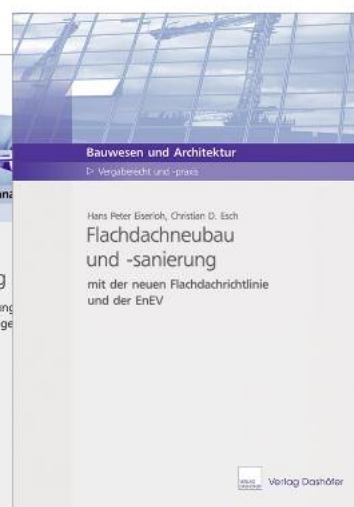 Bauwesen und Architektur
▷ Vergaberecht und -praxis
Hans Peter Eiserloh, Christian D. Esch
Flachdachneubau
und -sanierung
mit der neuen Flachdachrichtlinie
und der EnEV
Verlag Dashöfer